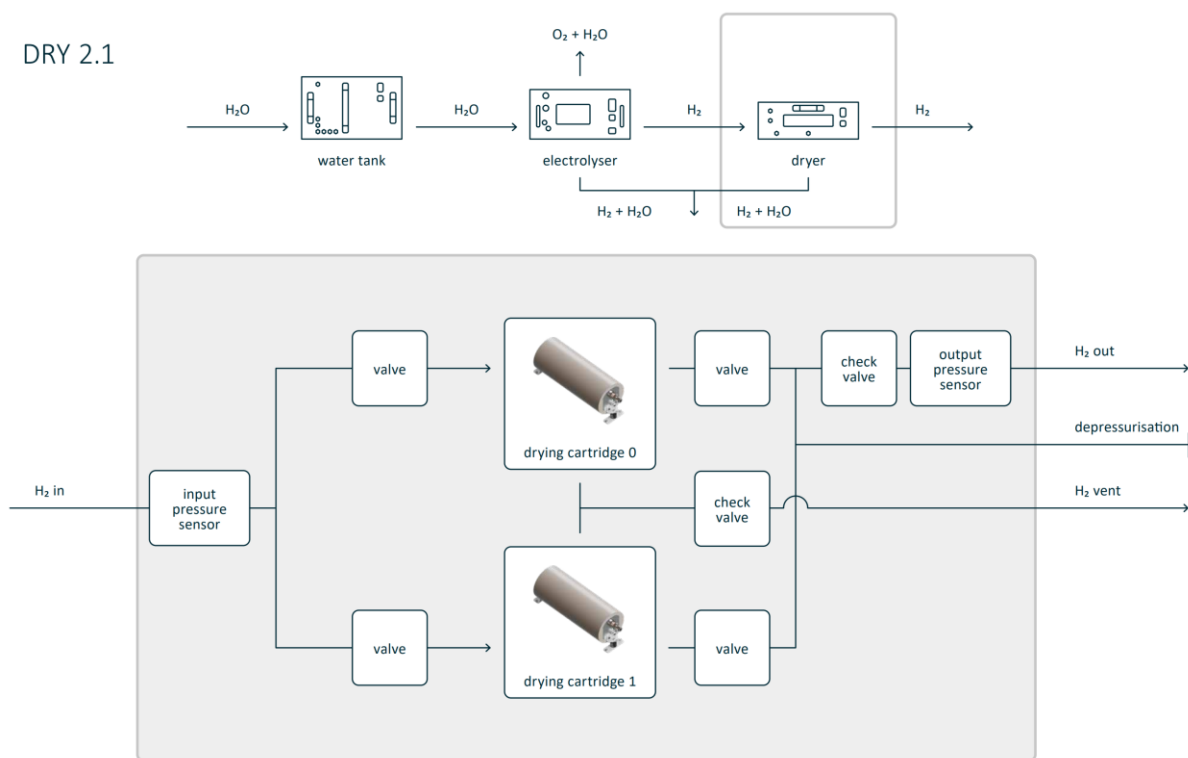 DRY 2.1
O₂ + H₂O
H₂O
H₂O
H₂
H₂
water tank
electrolyser
dryer
H₂ + H₂O
H₂ + H₂O
valve
drying cartridge 0
valve
check
valve
output
pressure
sensor
H₂ out
depressurisation
H₂ in
input
pressure
sensor
check
valve
H₂ vent
valve
drying cartridge 1
valve